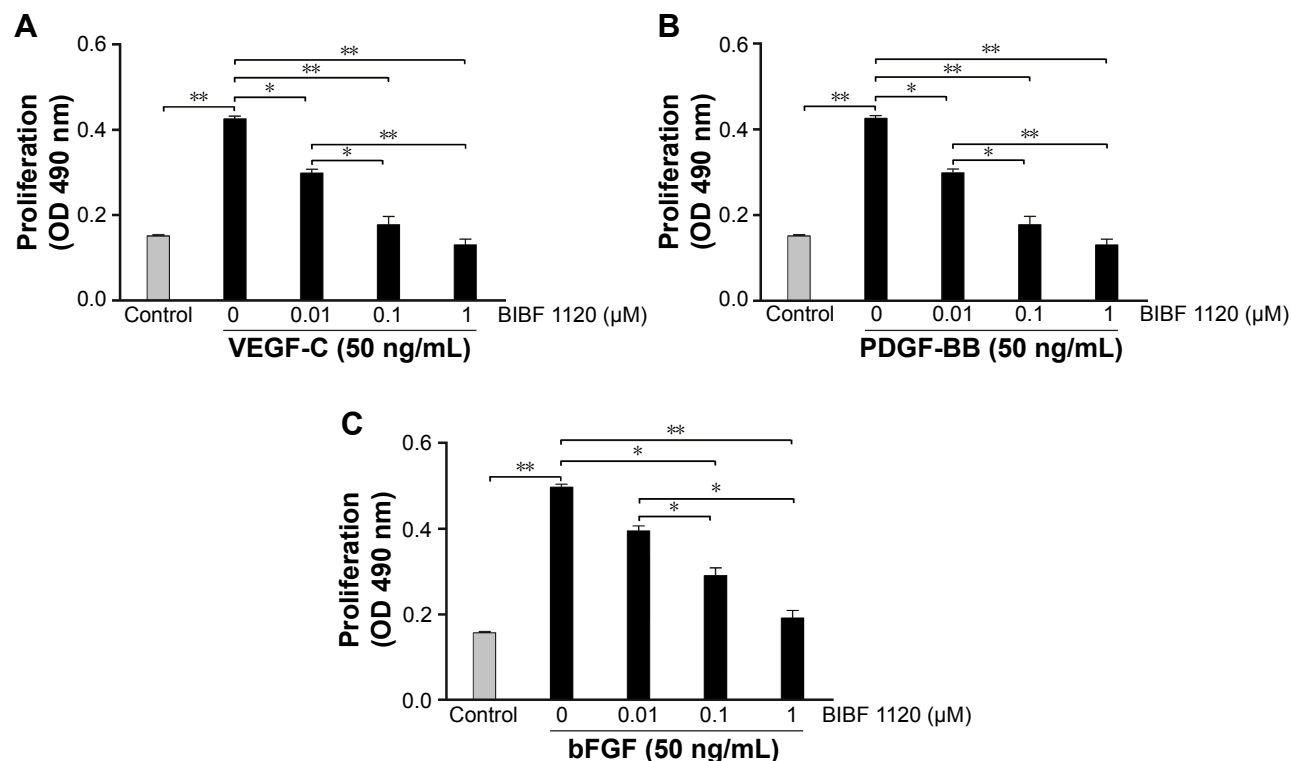 A
Proliferation
(OD 490 nm)
0.6
0.4
0.2
0.0
**
**
**
*
**
*
Control
0
0.01
0.1
1
BIBF 1120 (µM)
VEGF-C (50 ng/mL)
B
Proliferation
(OD 490 nm)
0.6
0.4
0.2
0.0
**
**
**
*
**
*
Control
0
0.01
0.1
1
BIBF 1120 (µM)
PDGF-BB (50 ng/mL)
C
Proliferation
(OD 490 nm)
0.6
0.4
0.2
0.0
**
*
**
*
*
Control
0
0.01
0.1
1
BIBF 1120 (µM)
bFGF (50 ng/mL)